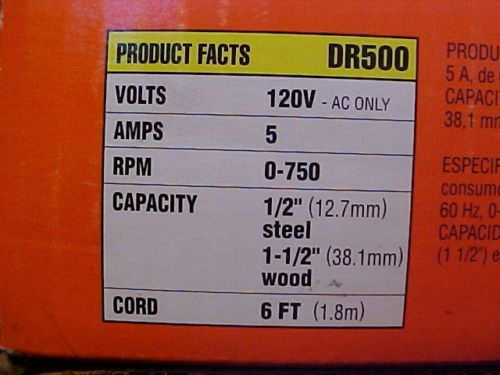 PRODUCT FACTS DR500
VOLTS 120V - AC ONLY
AMPS 5
RPM 0-750
CAPACITY 1/2" (12.7mm)
steel
1-1/2" (38.1mm)
wood
CORD 6 FT (1.8m)
PRODU
5 A, de
CAPACI
38,1 mm
ESPECIF
consum
60 Hz, 0-
CAPACID
(1 1/2") e